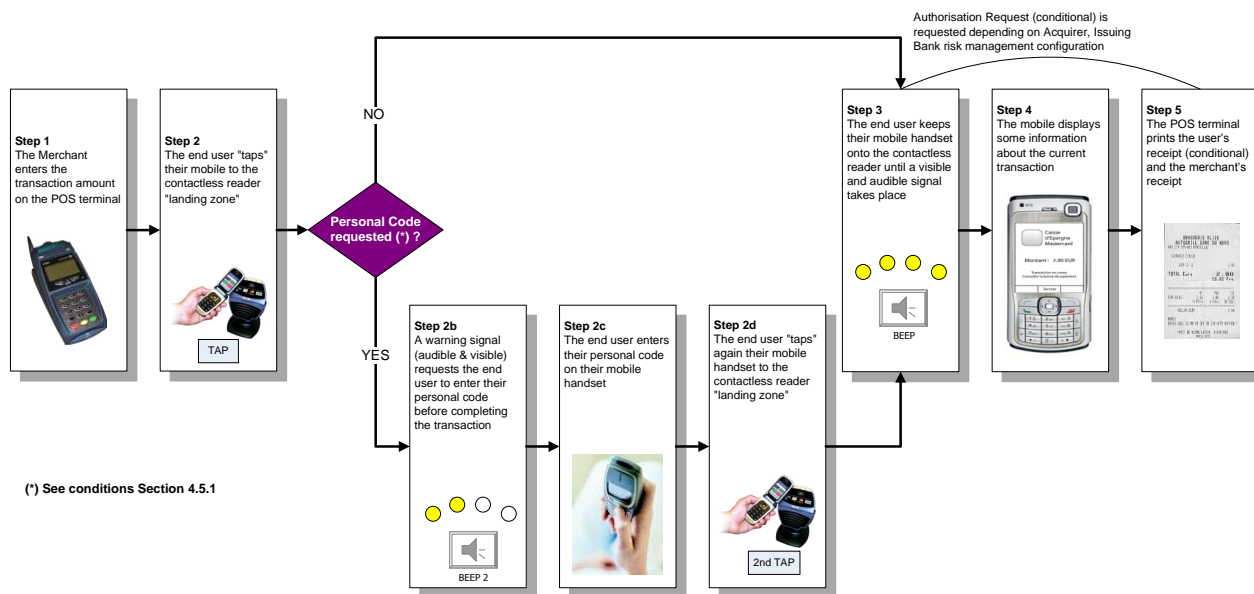 Authorisation Request (conditional) is
requested depending on Acquirer, Issuing
Bank risk management configuration
Step 1
The Merchant
enters the
transaction amount
on the POS terminal
Step 2
The end user "taps"
their mobile to the
contactless reader
"landing zone"
TAP
Personal Code
requested (*) ?
NO
YES
Step 2b
A warning signal
(audible & visible)
requests the end
user to enter their
personal code
before completing
the transaction
BEEP 2
Step 2c
The end user enters
their personal code
on their mobile
handset
Step 2d
The end user "taps"
again their mobile
handset to the
contactless reader
"landing zone"
2nd TAP
Step 3
The end user keeps
their mobile handset
onto the contactless
reader until a visible
and audible signal
takes place
BEEP
Step 4
The mobile displays
some information
about the current
transaction
Caisse
d'Epargne
Mastercard
Montant : 2,90 EUR
Transaction en cours
Step 5
The POS terminal
prints the user's
receipt (conditional)
and the merchant's
receipt
TOTAL Euro 2.90
(*) See conditions Section 4.5.1